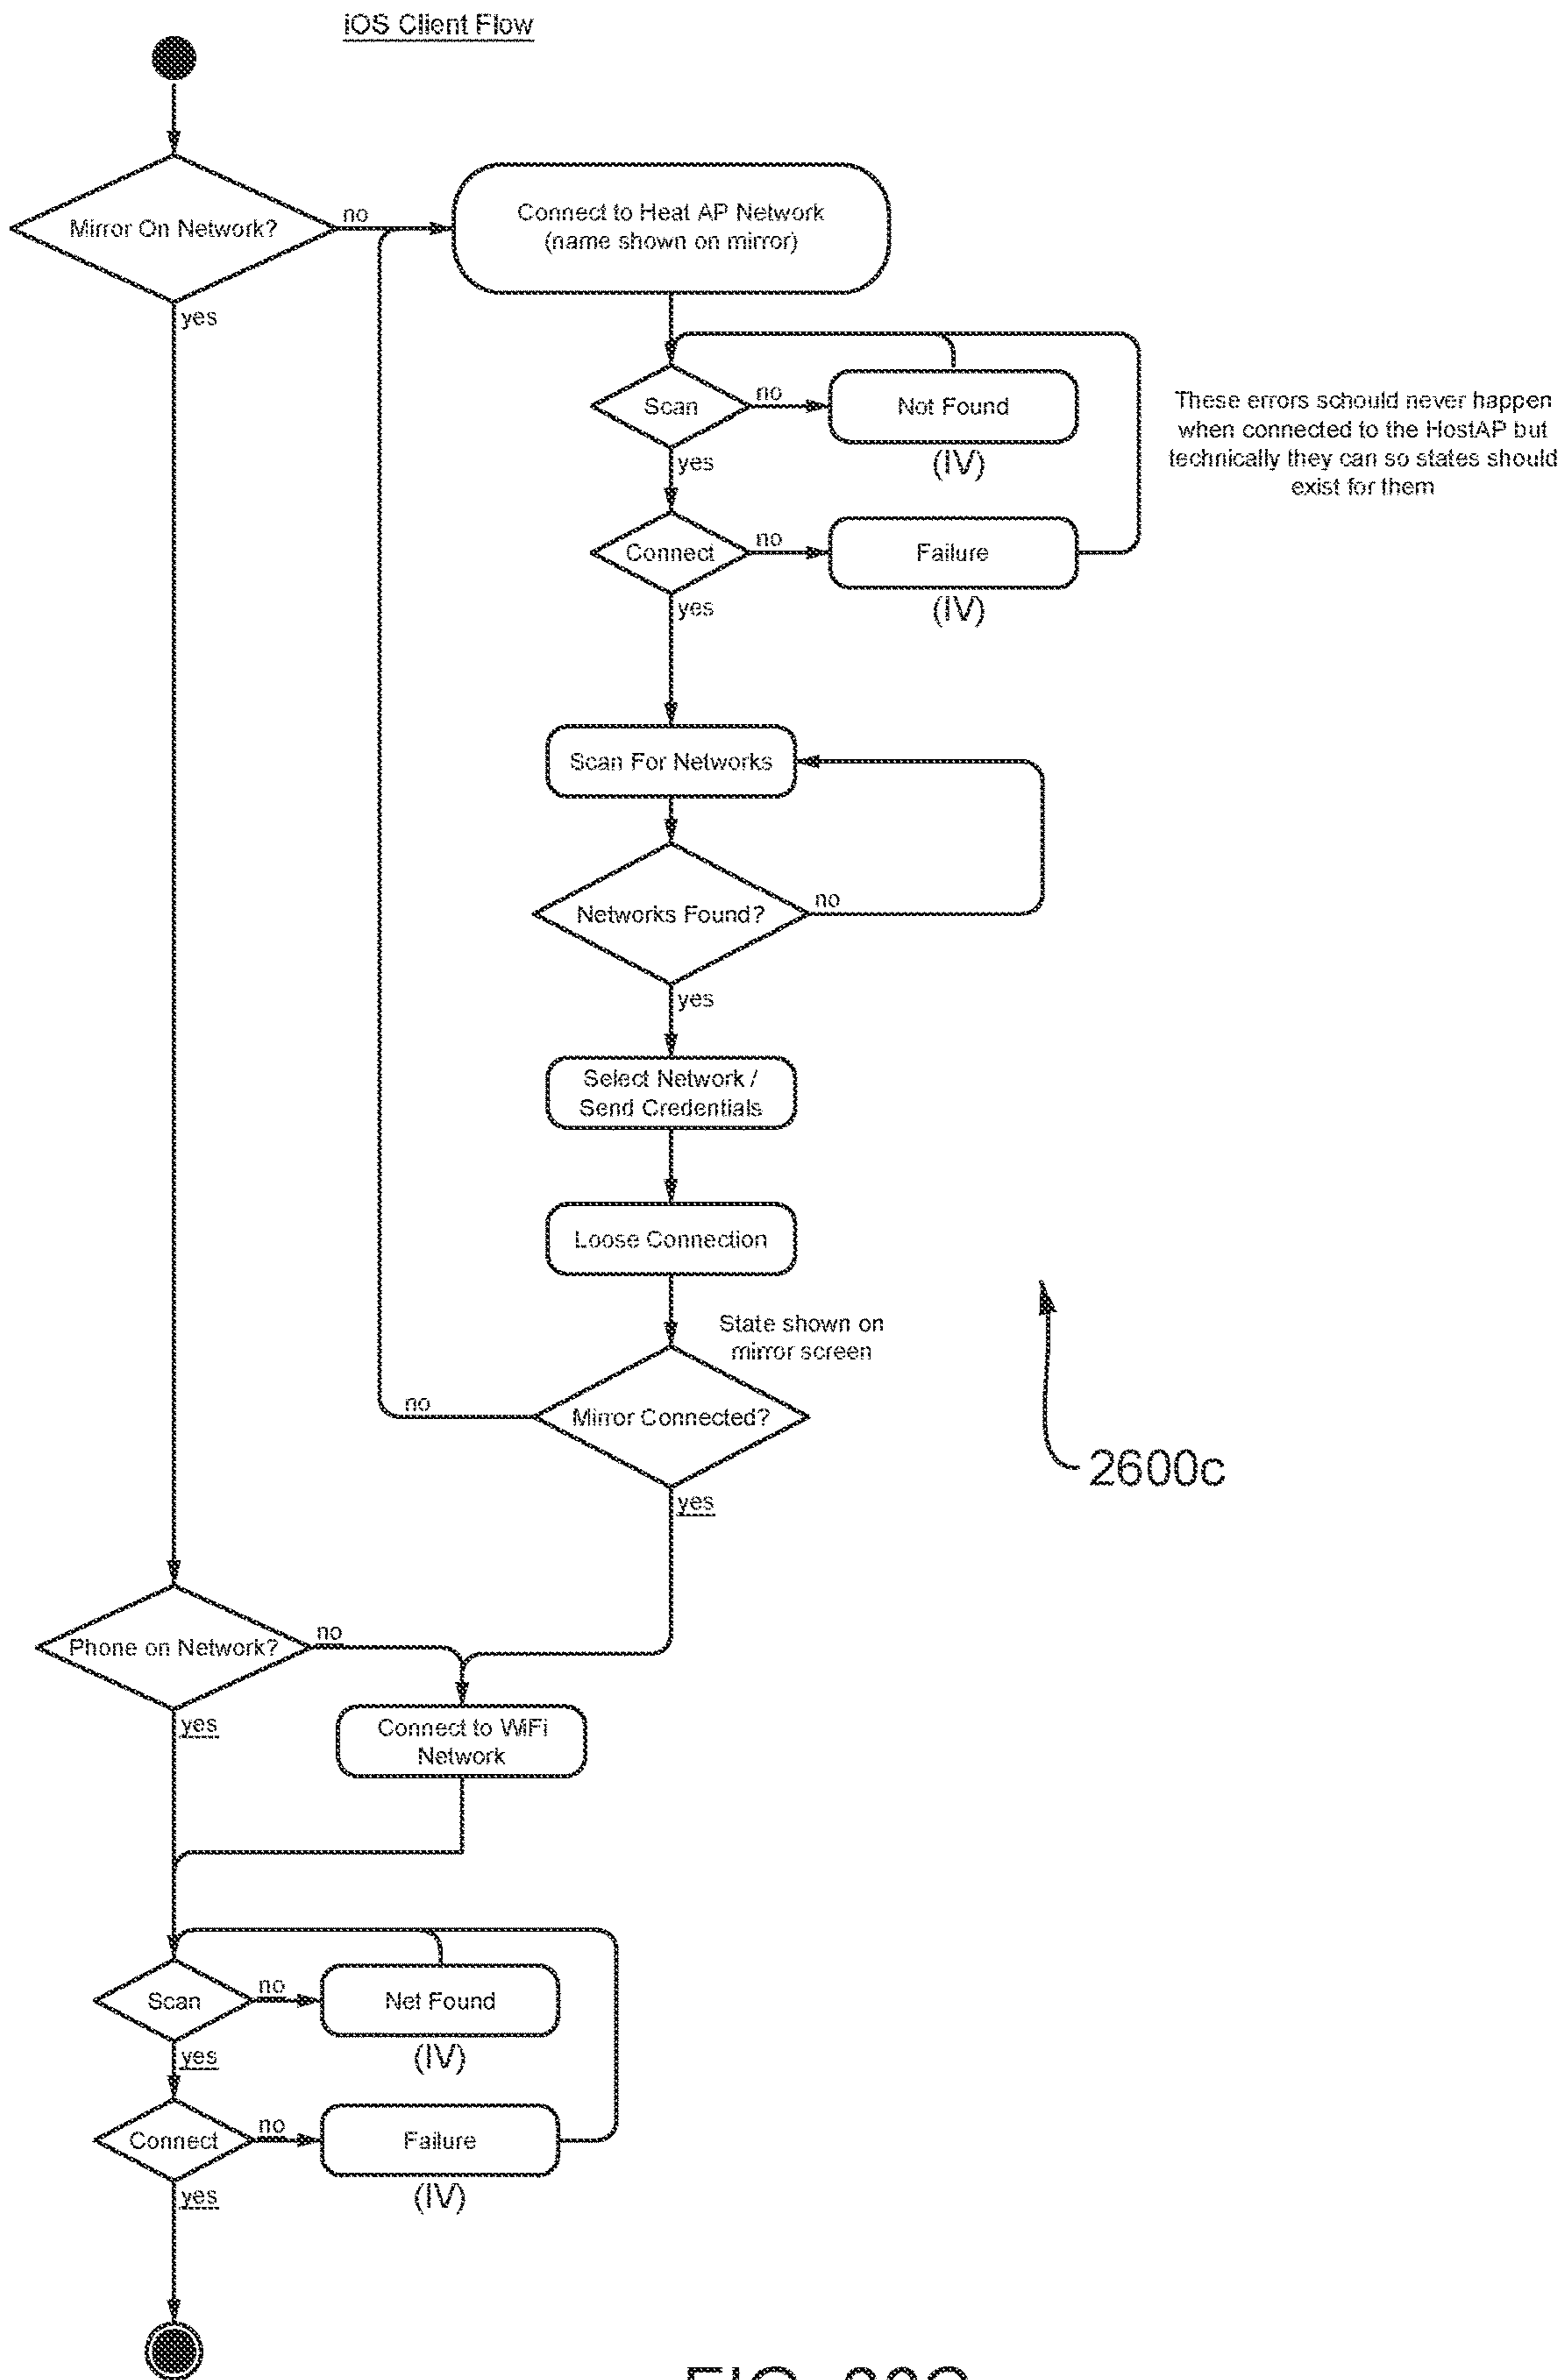 iOS Client Flow
Mirror On Network?
no
yes
Connect to Heat AP Network
(name shown on mirror)
Scan
no
Not Found
(IV)
yes
Connect
no
Failure
(IV)
yes
These errors schould never happen
when connected to the HostAP but
technically they can so states should
exist for them
Scan For Networks
Networks Found?
no
yes
Select Network /
Send Credentials
Loose Connection
State shown on
mirror screen
Mirror Connected?
no
yes
2600c
Phone on Network?
no
yes
Connect to WiFi
Network
Scan
no
Net Found
(IV)
yes
Connect
no
Failure
(IV)
yes